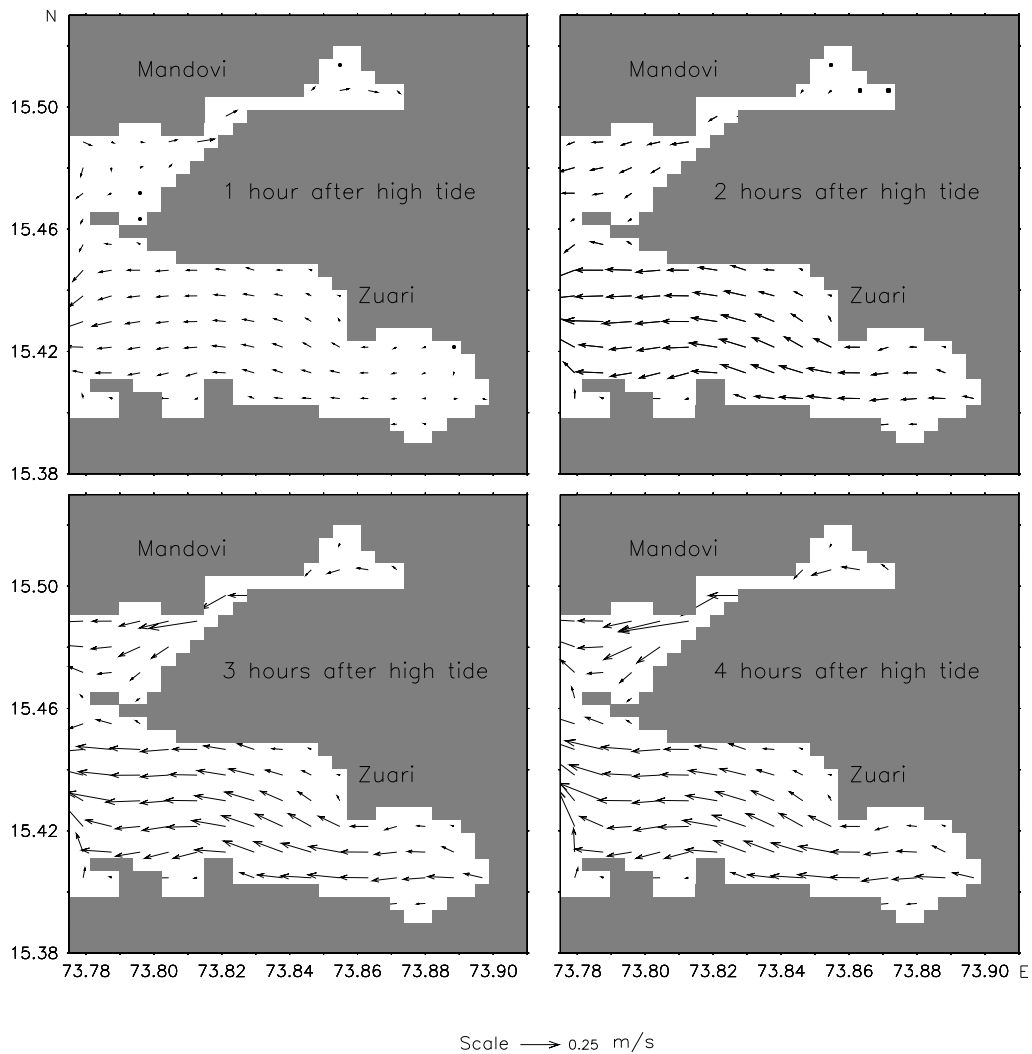 N
Mandovi
Mandovi
15.50
1 hour after high tide
2 hours after high tide
15.46
Zuari
Zuari
15.42
15.38
Mandovi
Mandovi
15.50
3 hours after high tide
4 hours after high tide
15.46
Zuari
Zuari
15.42
15.38
73.78 73.80 73.82 73.84 73.86 73.88 73.90 73.78 73.80 73.82 73.84 73.86 73.88 73.90 E
Scale 0.25 m/s